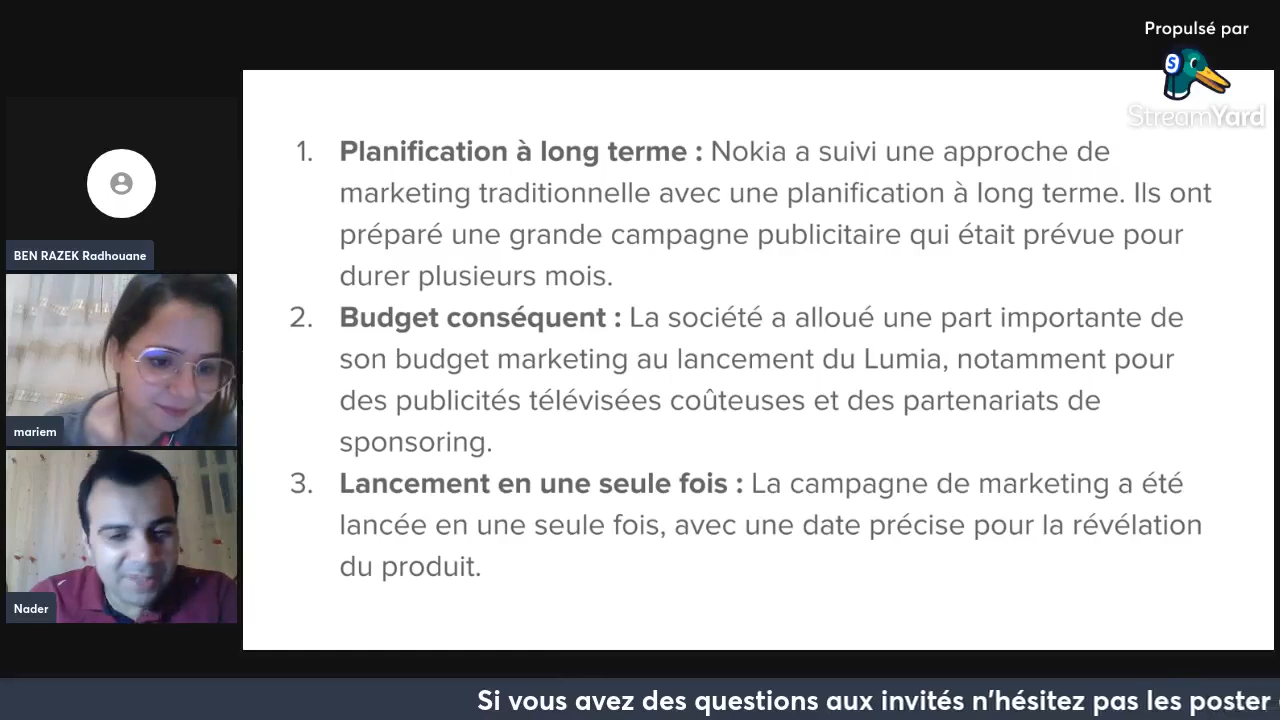 Propulsé par
StreamYard
1. Planification à long terme : Nokia a suivi une approche de
marketing traditionnelle avec une planification à long terme. Ils ont
préparé une grande campagne publicitaire qui était prévue pour
durer plusieurs mois.
2. Budget conséquent : La société a alloué une part importante de
son budget marketing au lancement du Lumia, notamment pour
des publicités télévisées coûteuses et des partenariats de
sponsoring.
3. Lancement en une seule fois : La campagne de marketing a été
lancée en une seule fois, avec une date précise pour la révélation
du produit.
BEN RAZEK Radhouane
mariem
Nader
Si vous avez des questions aux invités n'hésitez pas les poster